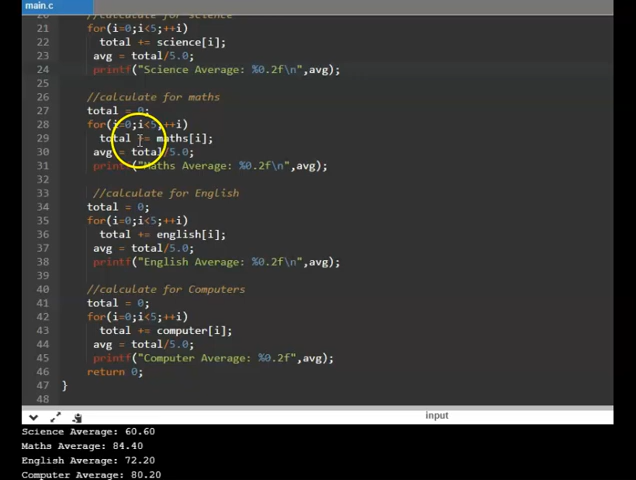 main.c
20 //calculate for science
21 for(i=0;i<5;++i)
22 total += science[i];
23 avg = total/5.0;
24 printf("Science Average: %0.2f\n",avg);
25
26 //calculate for maths
27 total = 0;
28 for(i=0;i<5;++i)
29 total += maths[i];
30 avg = total/5.0;
31 printf("Maths Average: %0.2f\n",avg);
32
33 //calculate for English
34 total = 0;
35 for(i=0;i<5;++i)
36 total += english[i];
37 avg = total/5.0;
38 printf("English Average: %0.2f\n",avg);
39
40 //calculate for Computers
41 total = 0;
42 for(i=0;i<5;++i)
43 total += computer[i];
44 avg = total/5.0;
45 printf("Computer Average: %0.2f",avg);
46 return 0;
47 }
48
input
Science Average: 60.60
Maths Average: 84.40
English Average: 72.20
Computer Average: 80.20